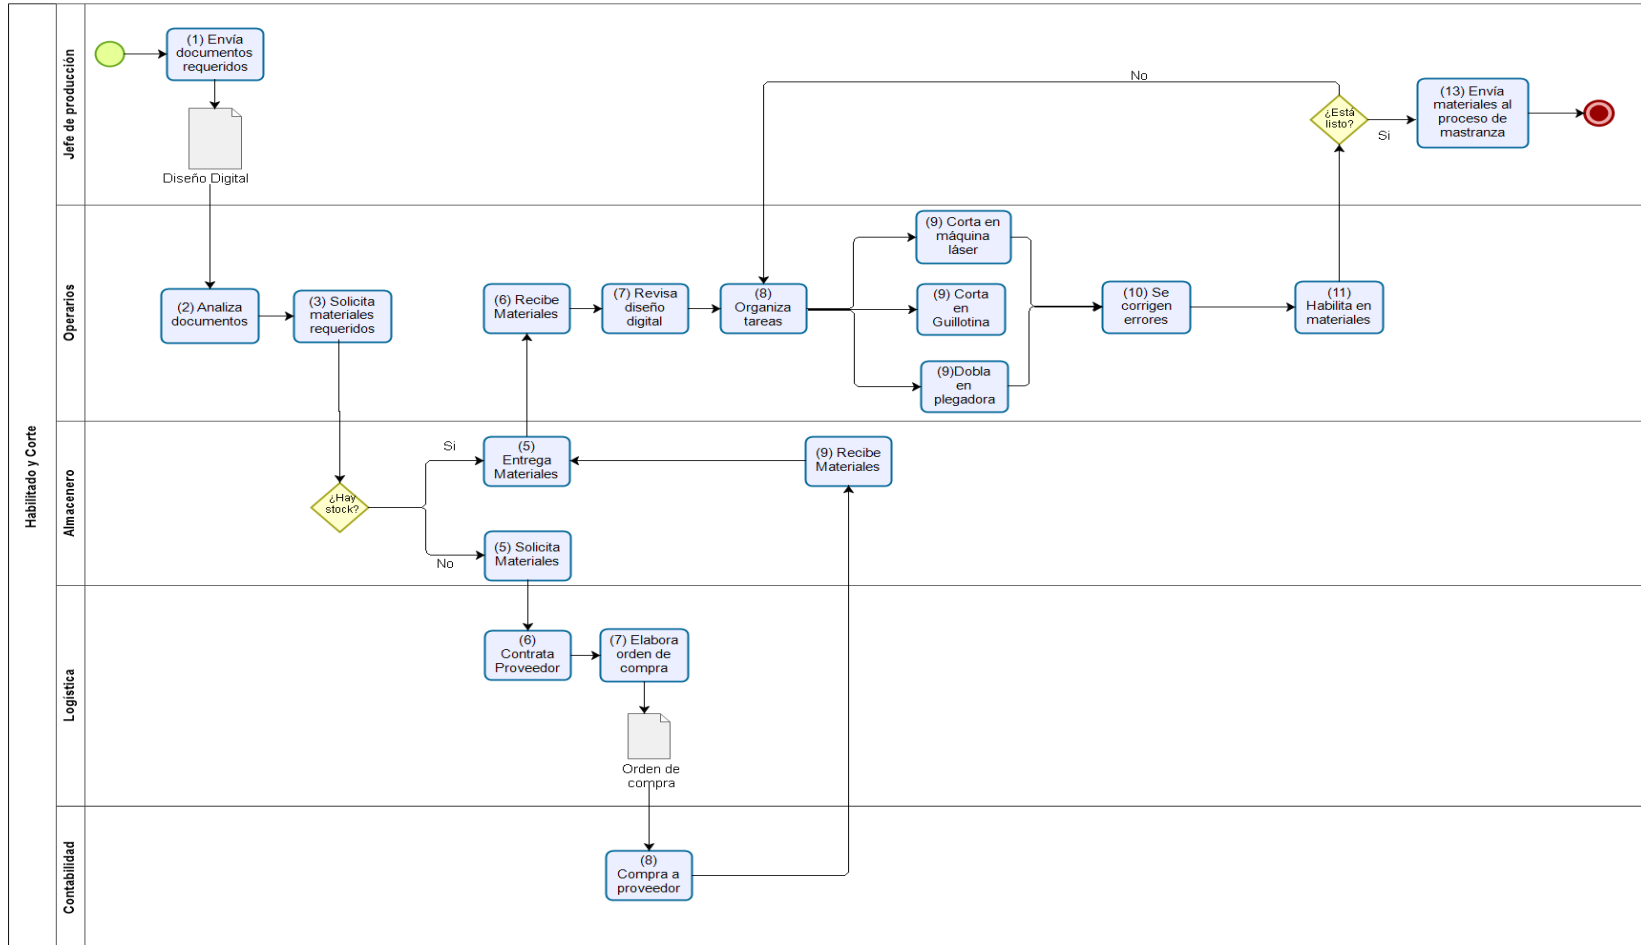 Habilitado y Corte
Jefe de producción
(1) Envía
documentos
requeridos
Diseño Digital
No
¿Está
listo?
Si
(13) Envía
materiales al
proceso de
mastranza
Operarios
(2) Analiza
documentos
(3) Solicita
materiales
requeridos
(6) Recibe
Materiales
(7) Revisa
diseño
digital
(8)
Organiza
tareas
(9) Corta en
máquina
láser
(9) Corta
en
Guillotina
(9)Dobla
en
plegadora
(10) Se
corrigen
errores
(11)
Habilita en
materiales
Almacenero
¿Hay
stock?
Si
No
(5)
Entrega
Materiales
(9) Recibe
Materiales
(5) Solicita
Materiales
Logística
(6)
Contrata
Proveedor
(7) Elabora
orden de
compra
Orden de
compra
Contabilidad
(8)
Compra a
proveedor